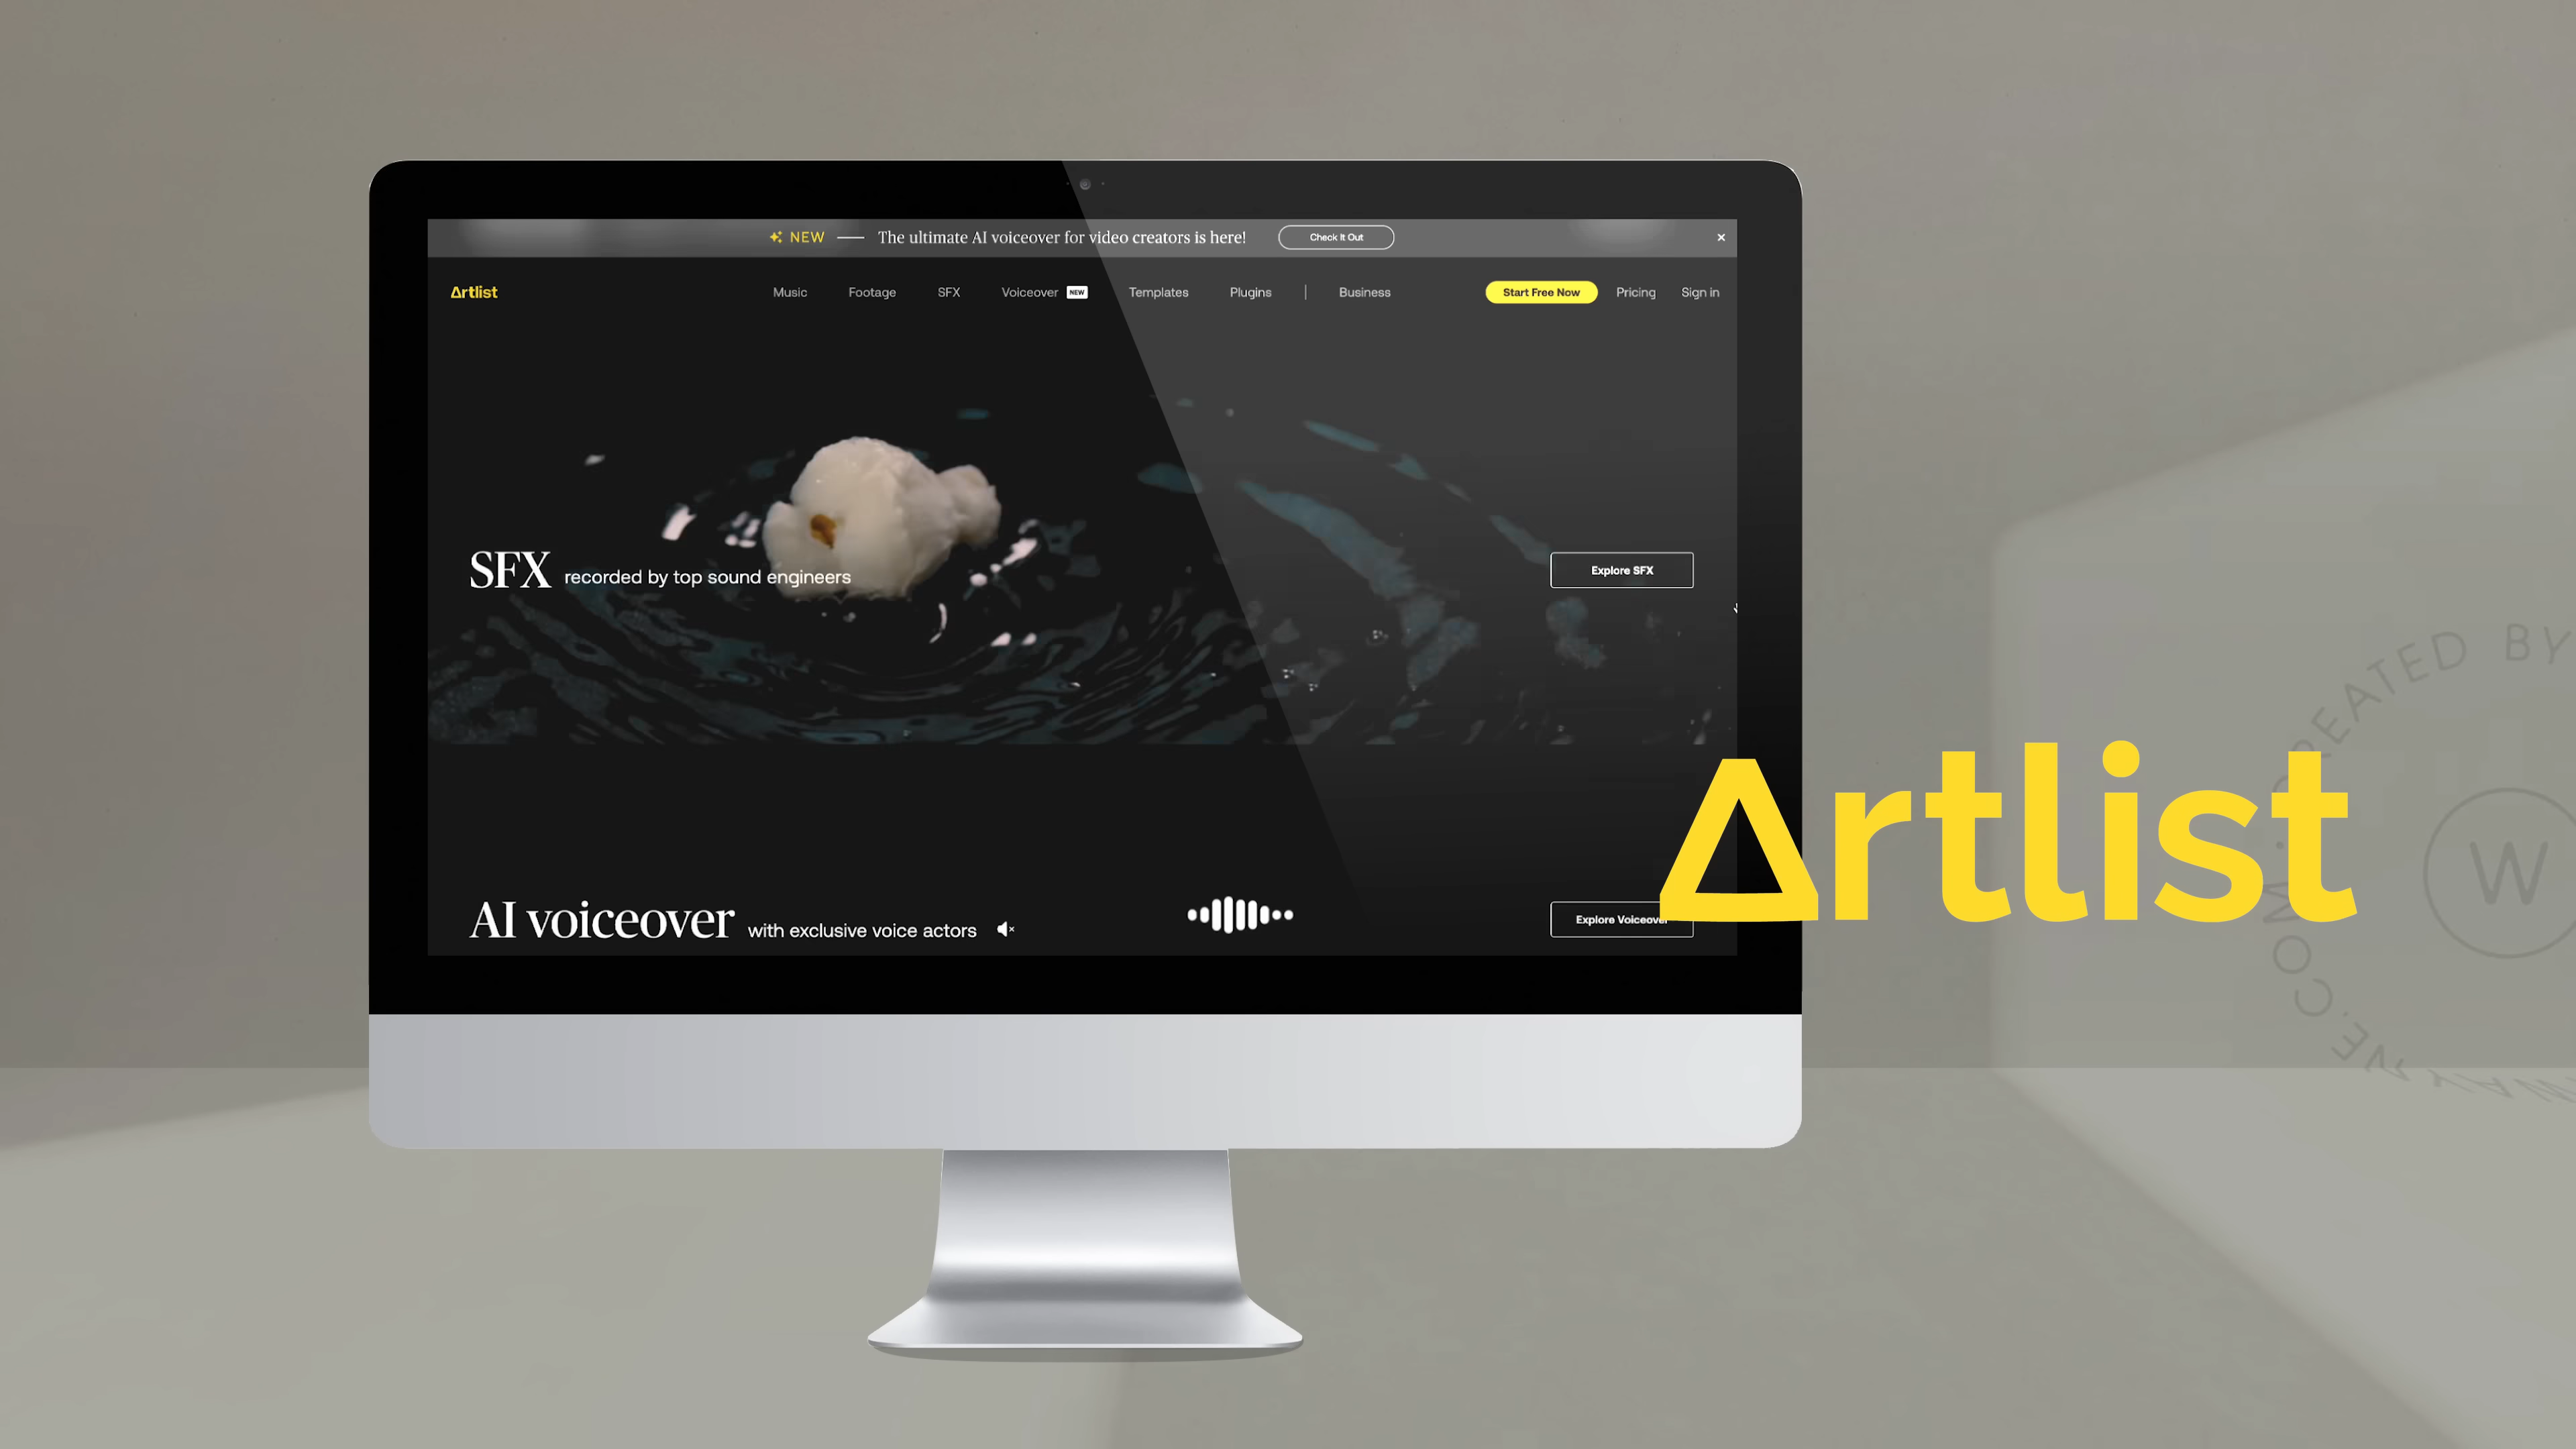 NEW — The ultimate AI voiceover for video creators is here! Check It Out ×
Artlist Music Footage SFX Voiceover NEW Templates Plugins | Business Start Free Now Pricing Sign in
SFX recorded by top sound engineers Explore SFX
Artlist
AI voiceover with exclusive voice actors Explore Voiceover
CREATED BY
W
NE.COM